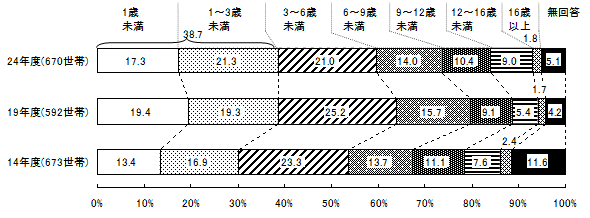 1歳 1～3歳 3～6歳 6～9歳 9～12歳 12～16歳 16歳 無回答
未満 未満 未満 未満 未満 未満 以上
38.7 1.8
24年度(670世帯) 17.3 21.3 21.0 14.0 10.4 9.0 5.1
1.7
19年度(592世帯) 19.4 19.3 25.2 15.7 9.1 5.4 4.2
2.4
14年度(673世帯) 13.4 16.9 23.3 13.7 11.1 7.6 11.6
0% 10% 20% 30% 40% 50% 60% 70% 80% 90% 100%